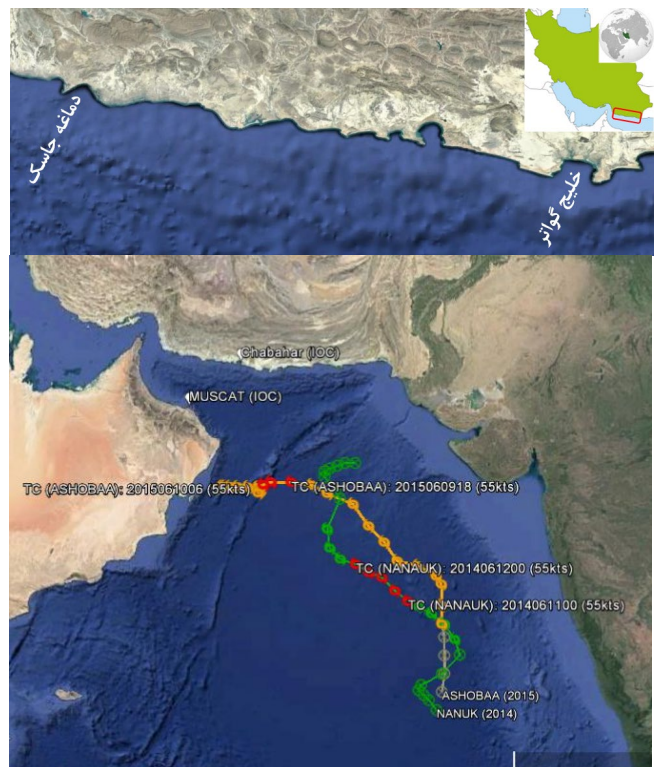 دماغه جاسک
خلیج گواتر
Chabahar (IOC)
MUSCAT (IOC)
TC (ASHOBAA): 2015061006 (55kts)
TC (ASHOBAA): 2015060918 (55kts)
TC (NANAUK): 2014061200 (55kts)
TC (NANAUK): 2014061100 (55kts)
ASHOBAA (2015)
NANUK (2014)